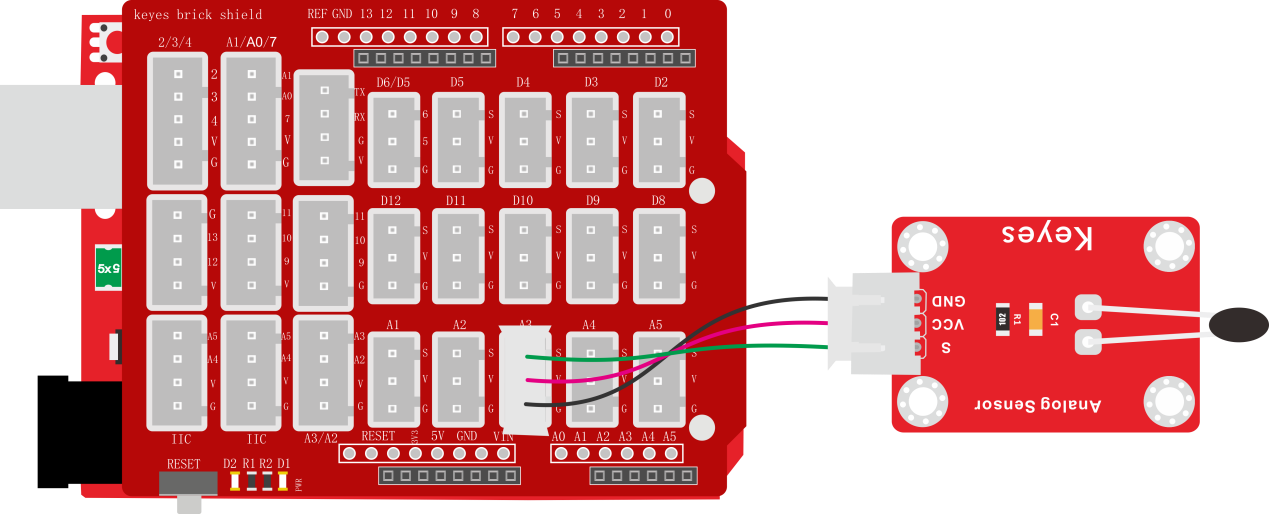 keyes brick shield
REF GND 13 12 11 10 9 8 7 6 5 4 3 2 1 0
2/3/4 A1/A0/7
2
3
4
V
G
A1
A0
7
V
G
TX
RX
G
V
D6/D5 D5 D4 D3 D2
6 S S S S
5 V V V V
G G G G G
G
13
12
V
11
10
9
V
11
10
9
G
D12 D11 D10 D9 D8
S S S S S
V V V V V
G G G G G
A5
A4
V
G
A5
A4
V
G
A3
A2
V
G
A1 A2 A3 A4 A5
S S S S
V V V V V
G G G G
IIC IIC A3/A2
RESET 3V3 5V GND VIN A0 A1 A2 A3 A4 A5
RESET D2 R1 R2 D1 PWR
5x5
Keyes
GND
VCC
S
102 R1 C1
Analog Sensor